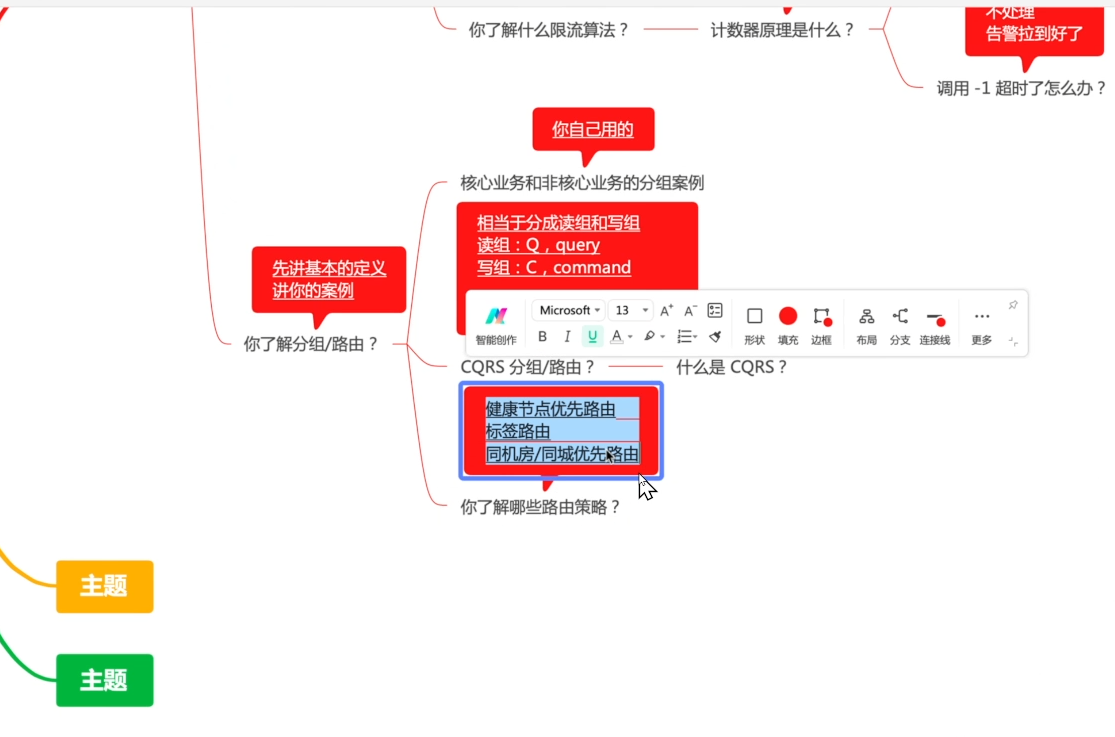 不处理
告警拉到好了
你了解什么限流算法？
计数器原理是什么？
调用 -1 超时了怎么办？
你自己用的
核心业务和非核心业务的分组案例
相当于分成读组和写组
读组：Q，query
写组：C，command
先讲基本的定义
讲你的案例
你了解分组/路由？
智能创作
Microsoft
13
A+
A-
B
I
U
A
形状
填充
边框
布局
分支
连接线
更多
CQRS 分组/路由？
什么是 CQRS？
健康节点优先路由
标签路由
同机房/同城优先路由
你了解哪些路由策略？
主题
主题